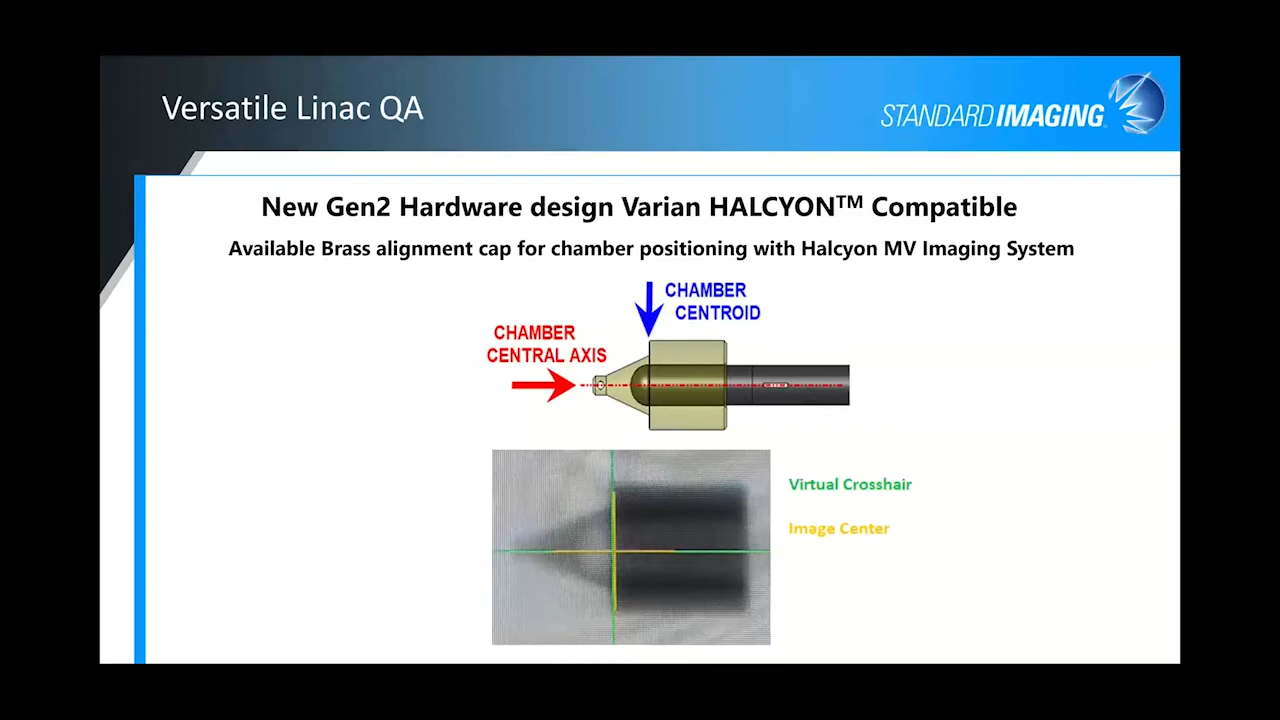 Versatile Linac QA
STANDARD IMAGING
New Gen2 Hardware design Varian HALCYON™ Compatible
Available Brass alignment cap for chamber positioning with Halcyon MV Imaging System
CHAMBER
CENTROID
CHAMBER
CENTRAL AXIS
Virtual Crosshair
Image Center